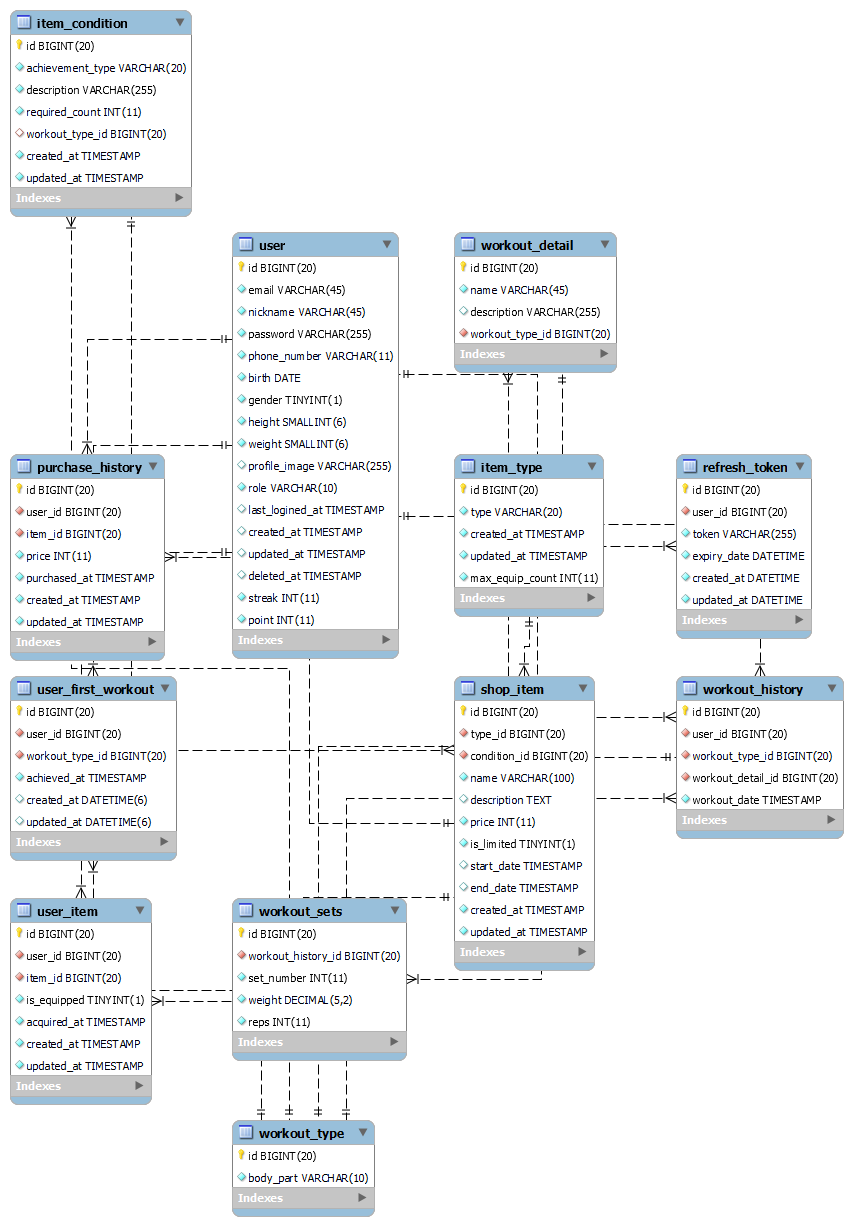 item_condition
id BIGINT(20)
achievement_type VARCHAR(20)
description VARCHAR(255)
required_count INT(11)
workout_type_id BIGINT(20)
created_at TIMESTAMP
updated_at TIMESTAMP
Indexes
user
id BIGINT(20)
email VARCHAR(45)
nickname VARCHAR(45)
password VARCHAR(255)
phone_number VARCHAR(11)
birth DATE
gender TINYINT(1)
height SMALLINT(6)
weight SMALLINT(6)
profile_image VARCHAR(255)
role VARCHAR(10)
last_logined_at TIMESTAMP
created_at TIMESTAMP
updated_at TIMESTAMP
deleted_at TIMESTAMP
streak INT(11)
point INT(11)
Indexes
workout_detail
id BIGINT(20)
name VARCHAR(45)
description VARCHAR(255)
workout_type_id BIGINT(20)
Indexes
purchase_history
id BIGINT(20)
user_id BIGINT(20)
item_id BIGINT(20)
price INT(11)
purchased_at TIMESTAMP
created_at TIMESTAMP
updated_at TIMESTAMP
Indexes
item_type
id BIGINT(20)
type VARCHAR(20)
created_at TIMESTAMP
updated_at TIMESTAMP
max_equip_count INT(11)
Indexes
refresh_token
id BIGINT(20)
user_id BIGINT(20)
token VARCHAR(255)
expiry_date DATETIME
created_at DATETIME
updated_at DATETIME
Indexes
user_first_workout
id BIGINT(20)
user_id BIGINT(20)
workout_type_id BIGINT(20)
achieved_at TIMESTAMP
created_at DATETIME(6)
updated_at DATETIME(6)
Indexes
shop_item
id BIGINT(20)
type_id BIGINT(20)
condition_id BIGINT(20)
name VARCHAR(100)
description TEXT
price INT(11)
is_limited TINYINT(1)
start_date TIMESTAMP
end_date TIMESTAMP
created_at TIMESTAMP
updated_at TIMESTAMP
Indexes
workout_history
id BIGINT(20)
user_id BIGINT(20)
workout_type_id BIGINT(20)
workout_detail_id BIGINT(20)
workout_date TIMESTAMP
Indexes
user_item
id BIGINT(20)
user_id BIGINT(20)
item_id BIGINT(20)
is_equipped TINYINT(1)
acquired_at TIMESTAMP
created_at TIMESTAMP
updated_at TIMESTAMP
Indexes
workout_sets
id BIGINT(20)
workout_history_id BIGINT(20)
set_number INT(11)
weight DECIMAL(5,2)
reps INT(11)
Indexes
workout_type
id BIGINT(20)
body_part VARCHAR(10)
Indexes